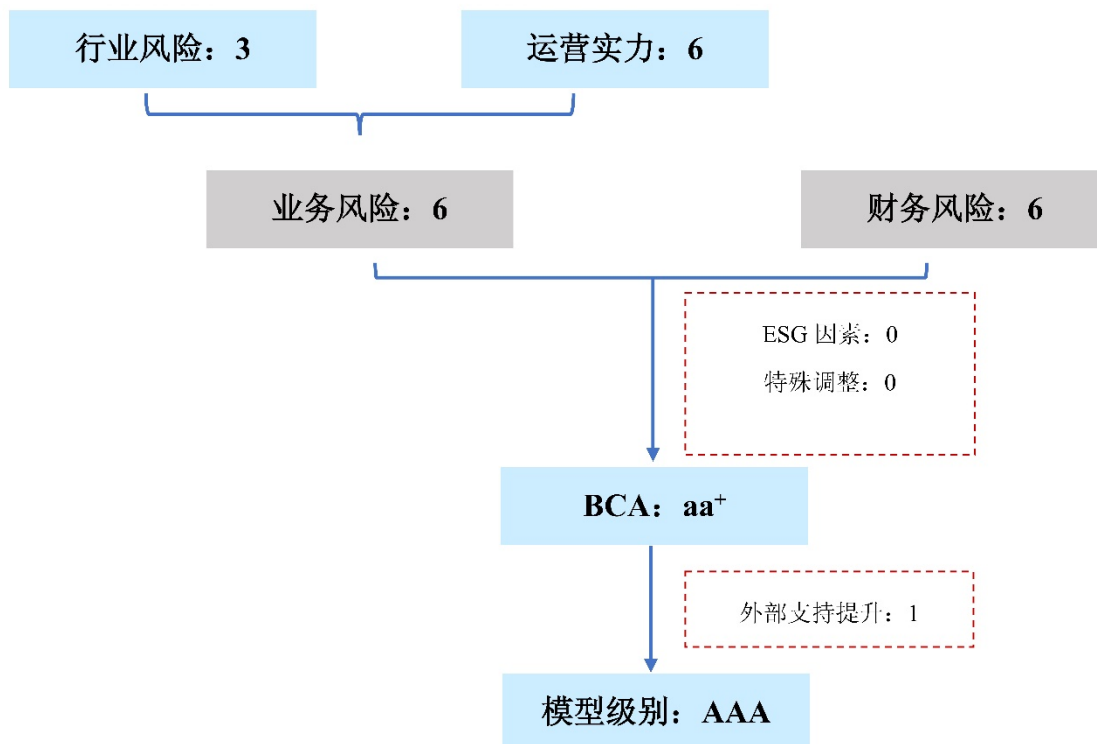 行业风险：3
运营实力：6
业务风险：6
财务风险：6
ESG 因素：0
特殊调整：0
BCA：aa⁺
外部支持提升：1
模型级别：AAA